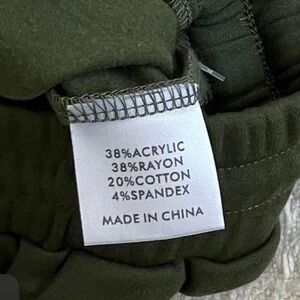 38%ACRYLIC
38%RAYON
20%COTTON
4%SPANDEX
MADE IN CHINA